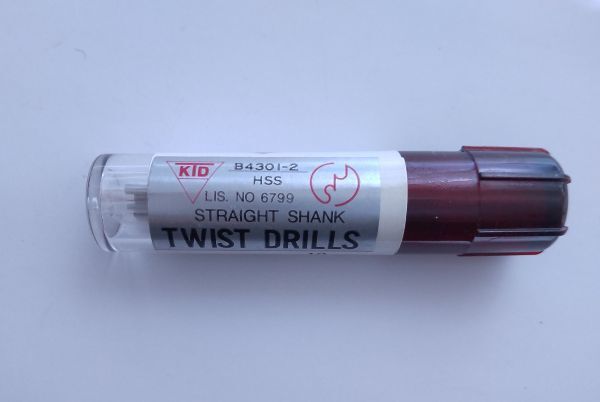 KTD
B4301-2
HSS
LIS. NO 6799
STRAIGHT SHANK
TWIST DRILLS